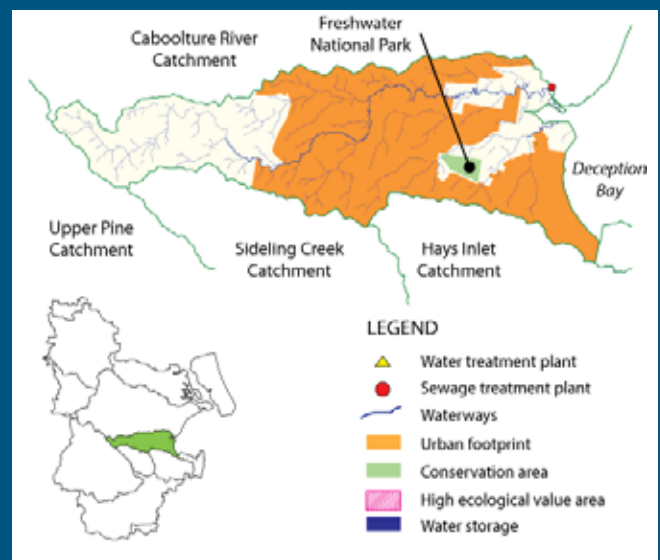 Freshwater
National Park
Caboolture River
Catchment
Deception
Bay
Upper Pine
Catchment
Sideling Creek
Catchment
Hays Inlet
Catchment
LEGEND
Water treatment plant
Sewage treatment plant
Waterways
Urban footprint
Conservation area
High ecological value area
Water storage